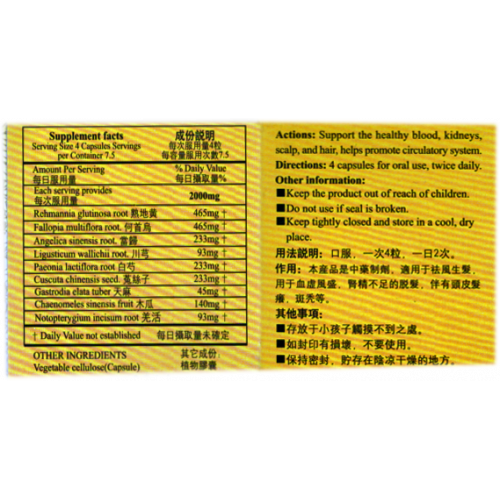 Supplement facts 成份説明
Serving Size 4 Capsules Servings 每次服用量4粒
per Container 7.5 每容量服用次數7.5
Amount Per Serving % Daily Value
每日服用量 每日攝取量%
Each serving provides 2000mg
每次服用量
Rehmannia glutinosa root 熟地黄 465mg †
Fallopia multiflora root. 何首烏 465mg †
Angelica sinensis root. 當歸 233mg †
Ligusticum wallichii root. 川芎 93mg †
Paeonia lactiflora root 白芍 233mg †
Cuscuta chinensis seed. 菟絲子 233mg †
Gastrodia elata tuber 天麻 45mg †
Chaenomeles sinensis fruit 木瓜 140mg †
Notopterygium incisum root 羌活 93mg †
† Daily Value not established 每日攝取量未確定
OTHER INGREDIENTS 其它成份
Vegetable cellulose(Capsule) 植物膠囊
Actions: Support the healthy blood, kidneys,
scalp, and hair, helps promote circulatory system.
Directions: 4 capsules for oral use, twice daily.
Other information:
■Keep the product out of reach of children.
■Do not use if seal is broken.
■Keep tightly closed and store in a cool, dry
place.
用法說明: 口服，一次4粒，一日2次。
作用: 本産品是中藥制劑，適用于祛風生髮，
用于血虚風盛，腎精不足的脱髮，伴有頭皮髮
癢，斑秃等。
其他事項:
■存放于小孩子觸摸不到之處。
■如封印有損壞，不要使用。
■保持密封，貯存在陰凉干燥的地方。